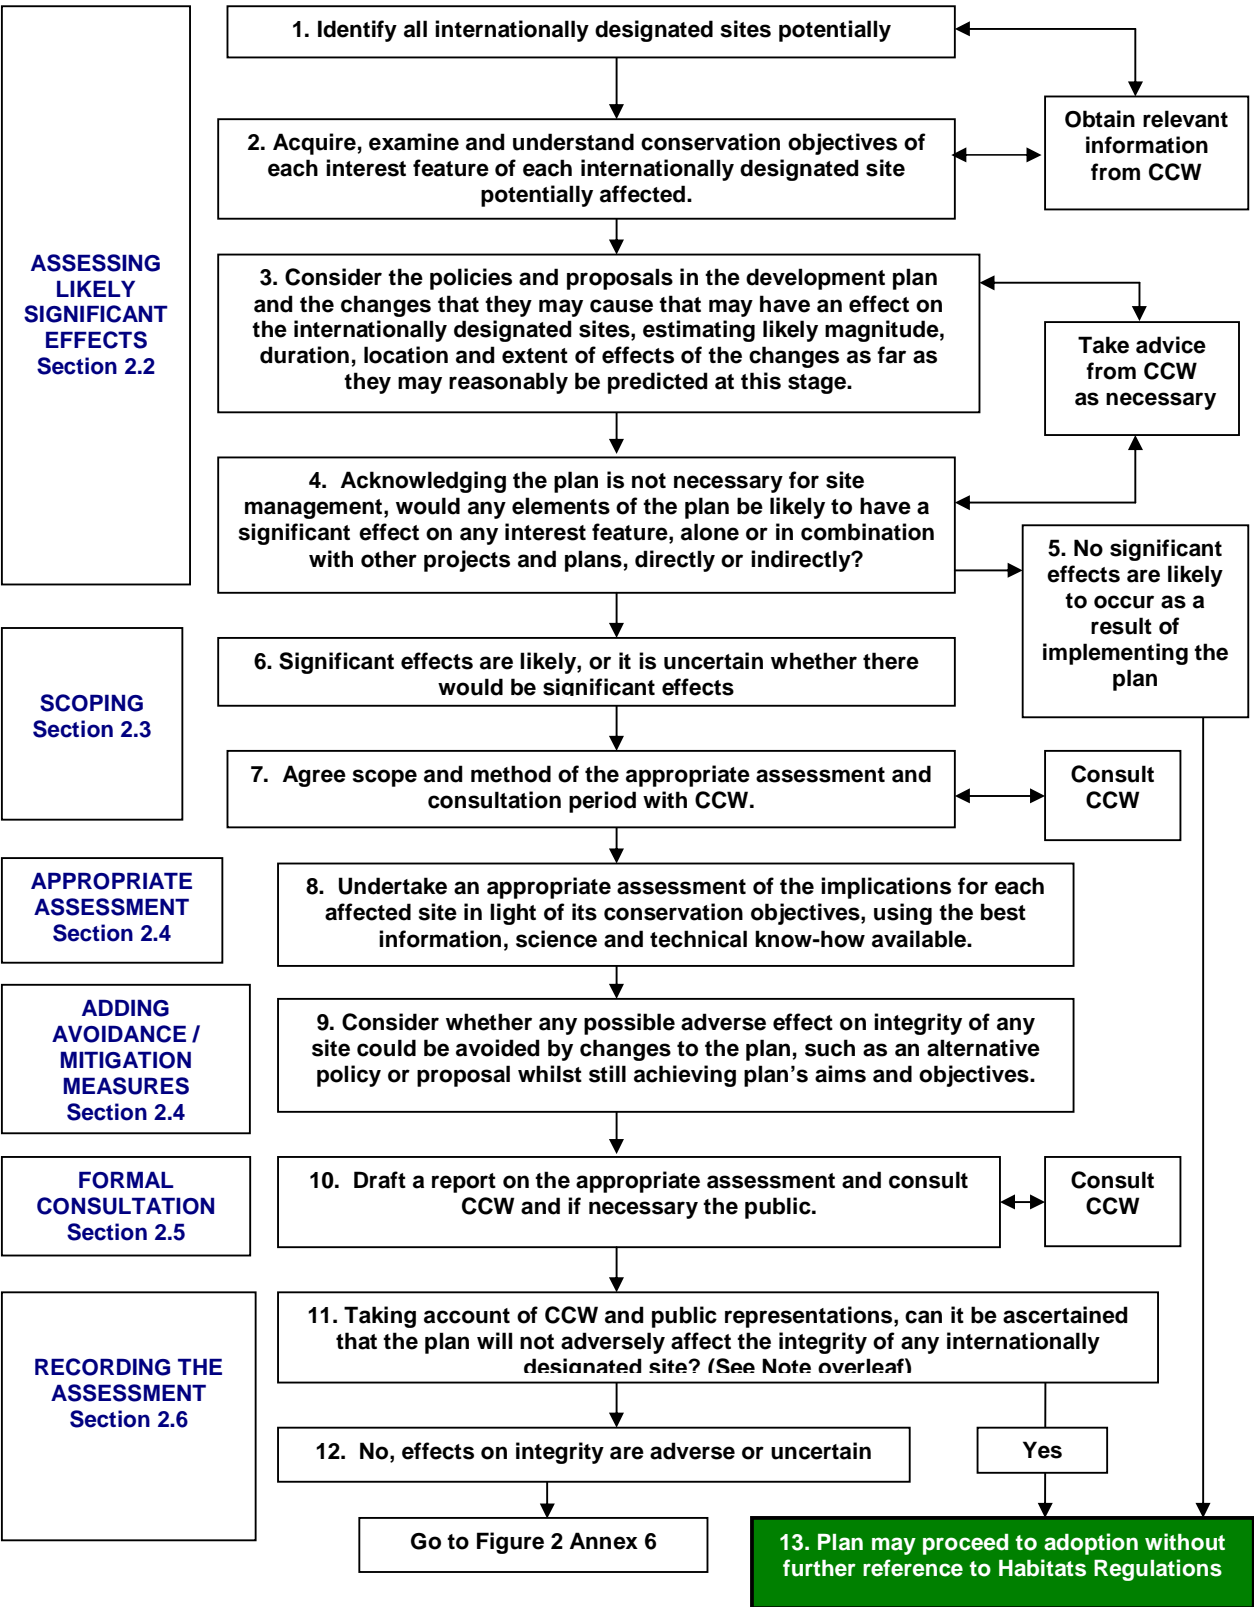 1. Identify all internationally designated sites potentially
Obtain relevant
information
from CCW
2. Acquire, examine and understand conservation objectives of
each interest feature of each internationally designated site
potentially affected.
ASSESSING
LIKELY
SIGNIFICANT
EFFECTS
Section 2.2
3. Consider the policies and proposals in the development plan
and the changes that they may cause that may have an effect on
the internationally designated sites, estimating likely magnitude,
duration, location and extent of effects of the changes as far as
they may reasonably be predicted at this stage.
Take advice
from CCW
as necessary
4. Acknowledging the plan is not necessary for site
management, would any elements of the plan be likely to have a
significant effect on any interest feature, alone or in combination
with other projects and plans, directly or indirectly?
5. No significant
effects are likely
to occur as a
result of
implementing the
plan
6. Significant effects are likely, or it is uncertain whether there
would be significant effects
SCOPING
Section 2.3
7. Agree scope and method of the appropriate assessment and
consultation period with CCW.
Consult
CCW
APPROPRIATE
ASSESSMENT
Section 2.4
8. Undertake an appropriate assessment of the implications for each
affected site in light of its conservation objectives, using the best
information, science and technical know-how available.
ADDING
AVOIDANCE /
MITIGATION
MEASURES
Section 2.4
9. Consider whether any possible adverse effect on integrity of any
site could be avoided by changes to the plan, such as an alternative
policy or proposal whilst still achieving plan's aims and objectives.
FORMAL
CONSULTATION
Section 2.5
10. Draft a report on the appropriate assessment and consult
CCW and if necessary the public.
Consult
CCW
11. Taking account of CCW and public representations, can it be ascertained
that the plan will not adversely affect the integrity of any internationally
designated site? (See Note overleaf)
RECORDING THE
ASSESSMENT
Section 2.6
12. No, effects on integrity are adverse or uncertain
Yes
Go to Figure 2 Annex 6
13. Plan may proceed to adoption without
further reference to Habitats Regulations